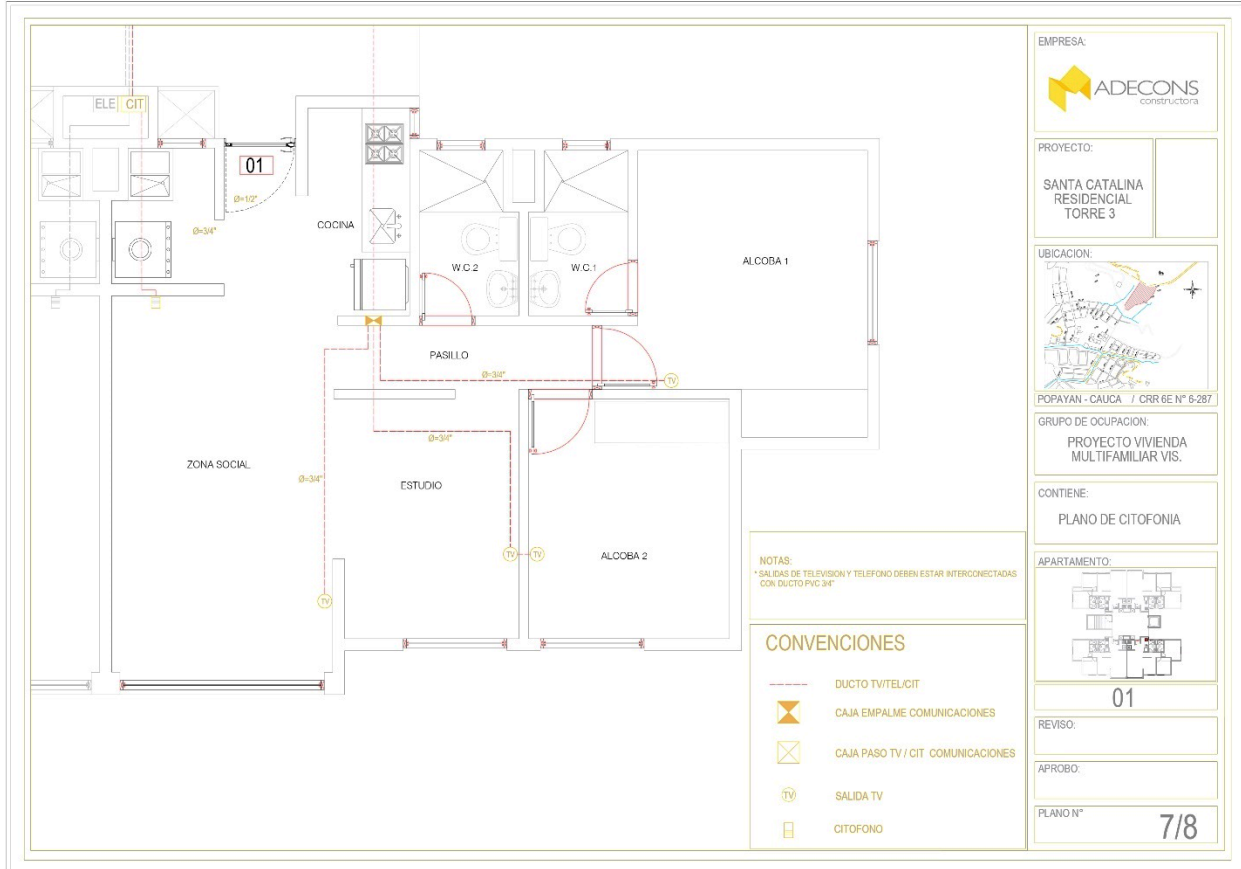 ELE CIT
01
Ø=1/2"
Ø=3/4"
COCINA
W.C.2
W.C.1
ALCOBA 1
PASILLO
Ø=3/4"
Ø=3/4"
Ø=3/4"
ZONA SOCIAL
ESTUDIO
ALCOBA 2
TV
TV
TV
TV
NOTAS:
* SALIDAS DE TELEVISION Y TELEFONO DEBEN ESTAR INTERCONECTADAS
CON DUCTO PVC 3/4"
CONVENCIONES
DUCTO TV/TEL/CIT
CAJA EMPALME COMUNICACIONES
CAJA PASO TV / CIT COMUNICACIONES
TV
SALIDA TV
CITOFONO
EMPRESA:
ADECONS
constructora
PROYECTO:
SANTA CATALINA
RESIDENCIAL
TORRE 3
UBICACION:
POPAYAN - CAUCA / CRR 6E N° 6-287
GRUPO DE OCUPACION:
PROYECTO VIVIENDA
MULTIFAMILIAR VIS.
CONTIENE:
PLANO DE CITOFONIA
APARTAMENTO:
01
REVISO:
APROBO:
PLANO N°
7/8